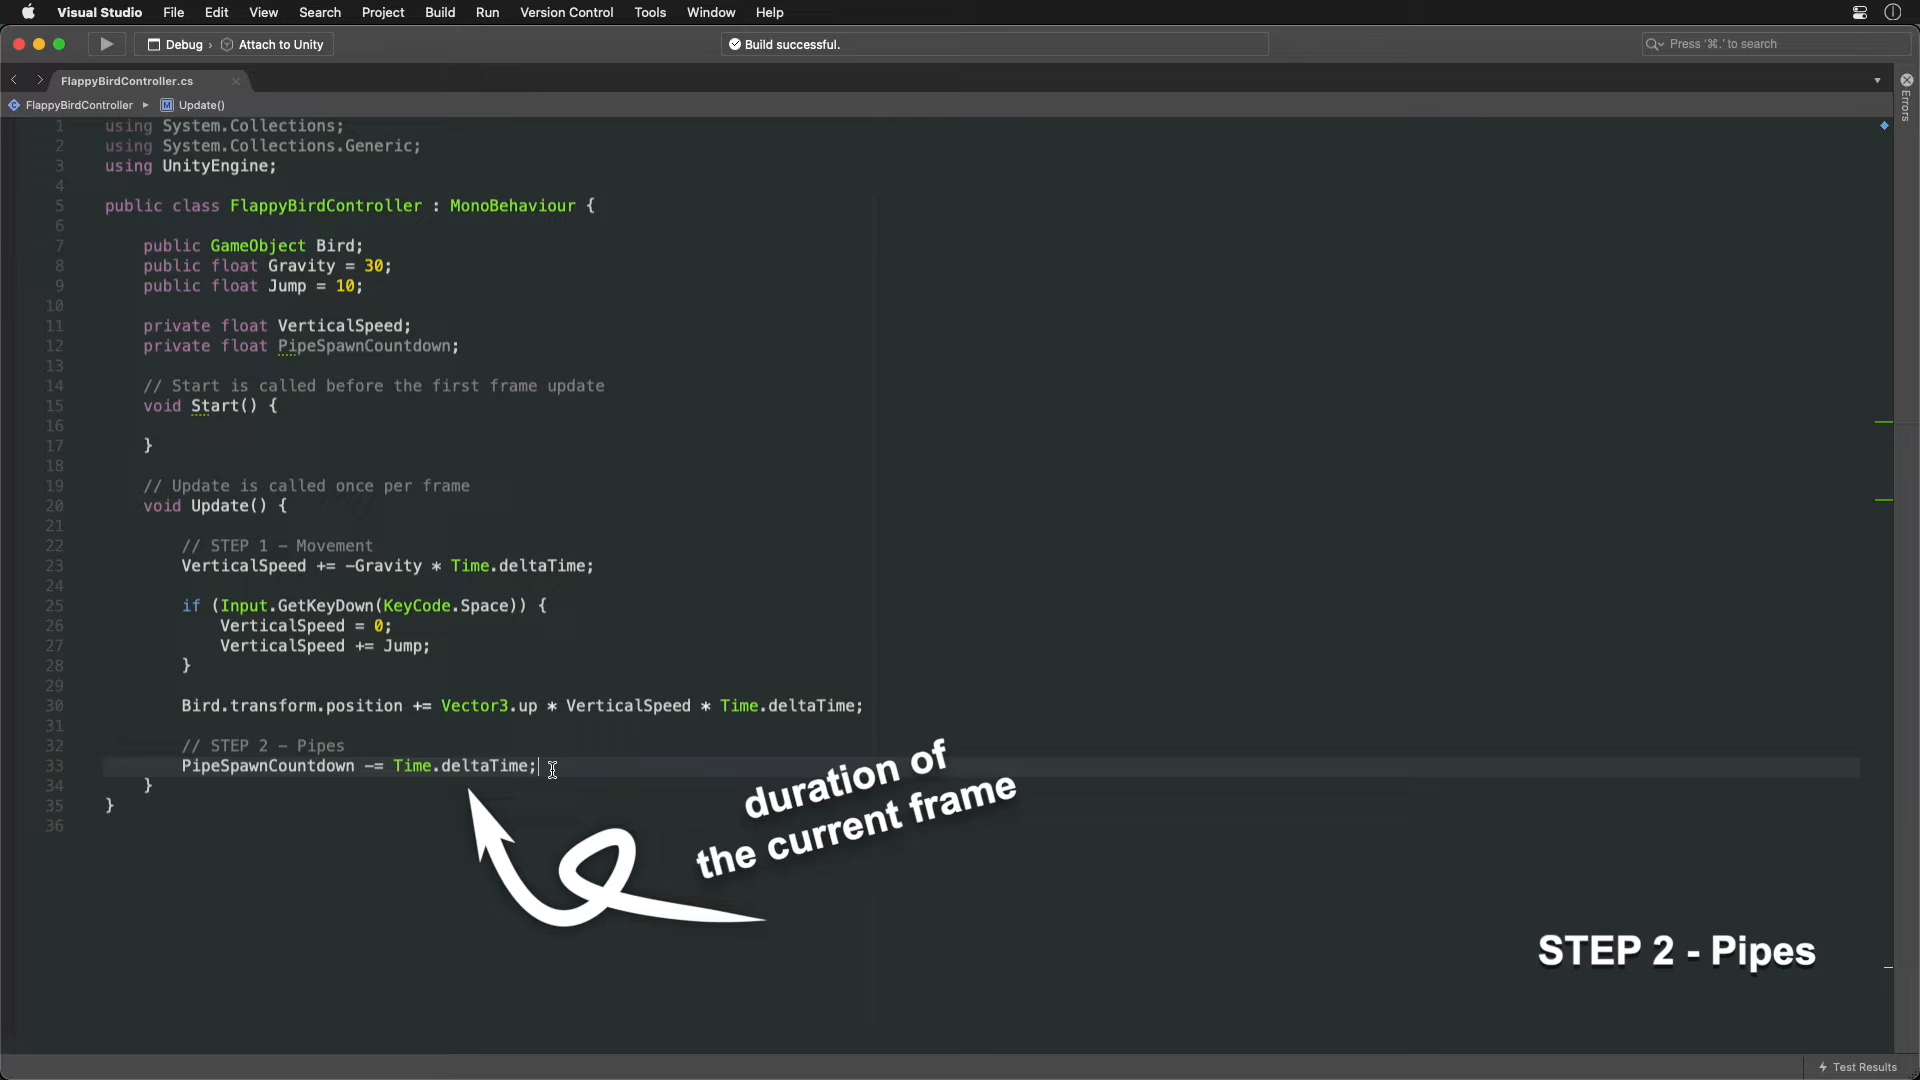 Visual Studio File Edit View Search Project Build Run Version Control Tools Window Help
Debug › Attach to Unity
Build successful.
Press '⌘.' to search
FlappyBirdController.cs
FlappyBirdController ▸ M Update()
Errors
1 using System.Collections;
2 using System.Collections.Generic;
3 using UnityEngine;
4
5 public class FlappyBirdController : MonoBehaviour {
6
7 public GameObject Bird;
8 public float Gravity = 30;
9 public float Jump = 10;
10
11 private float VerticalSpeed;
12 private float PipeSpawnCountdown;
13
14 // Start is called before the first frame update
15 void Start() {
16
17 }
18
19 // Update is called once per frame
20 void Update() {
21
22 // STEP 1 – Movement
23 VerticalSpeed += -Gravity * Time.deltaTime;
24
25 if (Input.GetKeyDown(KeyCode.Space)) {
26 VerticalSpeed = 0;
27 VerticalSpeed += Jump;
28 }
29
30 Bird.transform.position += Vector3.up * VerticalSpeed * Time.deltaTime;
31
32 // STEP 2 – Pipes
33 PipeSpawnCountdown -= Time.deltaTime;
34 }
35 }
36
duration of
the current frame
STEP 2 - Pipes
Test Results